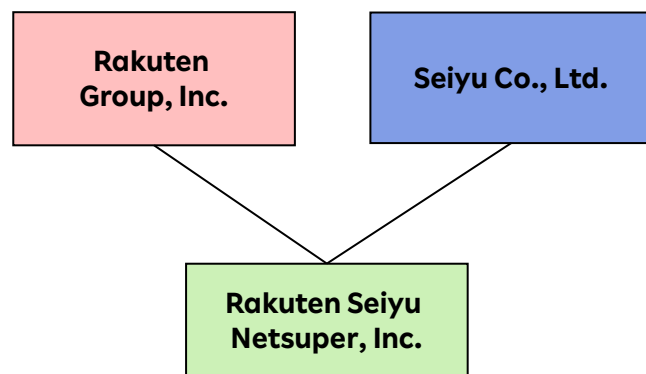 Rakuten
Group, Inc.
Seiyu Co., Ltd.
Rakuten Seiyu
Netsuper, Inc.